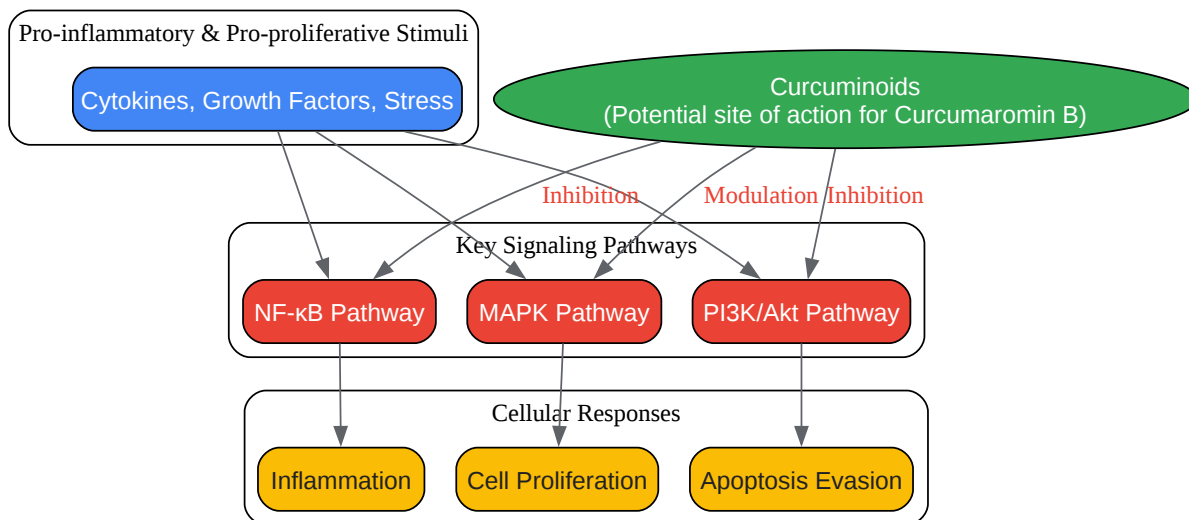 Pro-inflammatory & Pro-proliferative Stimuli
Cytokines, Growth Factors, Stress
Curcuminoids
(Potential site of action for Curcumaromin B)
Inhibition
Modulation
Inhibition
Key Signaling Pathways
NF-κB Pathway
MAPK Pathway
PI3K/Akt Pathway
Cellular Responses
Inflammation
Cell Proliferation
Apoptosis Evasion